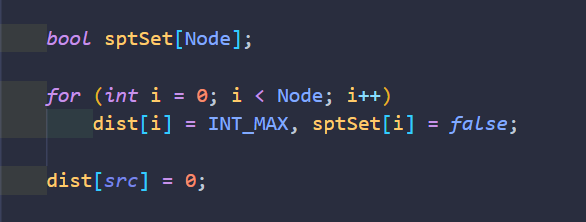 bool sptSet[Node];
for (int i = 0; i < Node; i++)
dist[i] = INT_MAX, sptSet[i] = false;
dist[src] = 0;